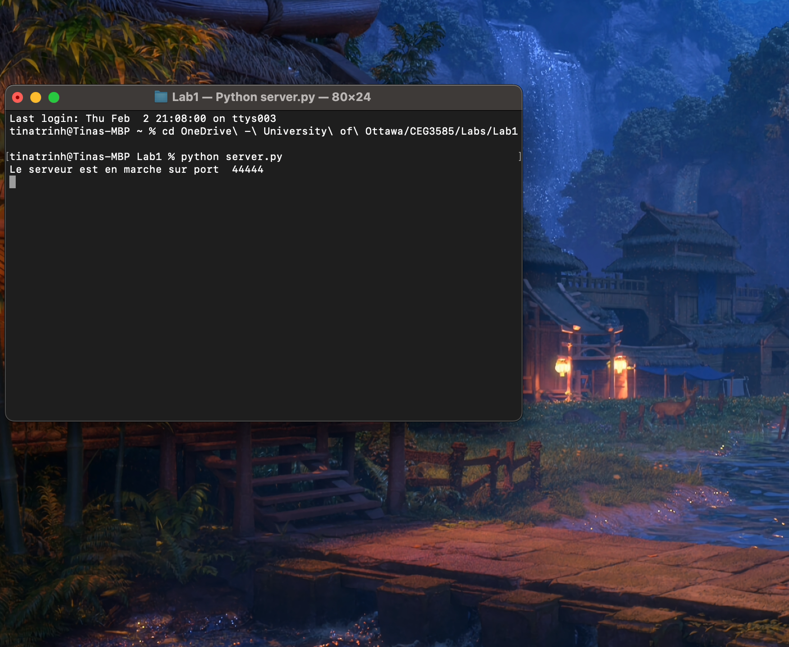 Lab1 — Python server.py — 80×24
Last login: Thu Feb  2 21:08:00 on ttys003
tinatrinh@Tinas-MBP ~ % cd OneDrive\ -\ University\ of\ Ottawa/CEG3585/Labs/Lab1
[tinatrinh@Tinas-MBP Lab1 % python server.py ]
Le serveur est en marche sur port  44444